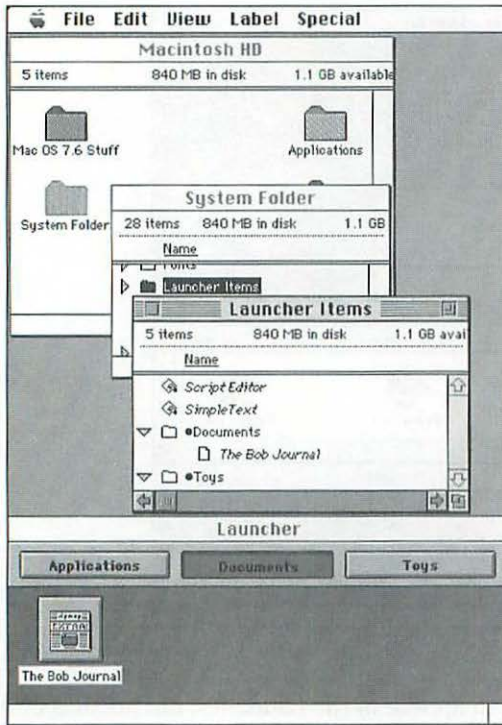 File Edit View Label Special
Macintosh HD
5 items 840 MB in disk 1.1 GB available
Mac OS 7.6 Stuff
Applications
System Folder
System Folder
28 items 840 MB in disk 1.1 GB
Name
Fonts
Launcher Items
Launcher Items
5 items 840 MB in disk 1.1 GB avai
Name
Script Editor
SimpleText
•Documents
The Bob Journal
•Toys
Launcher
Applications Documents Toys
EXTRA
The Bob Journal